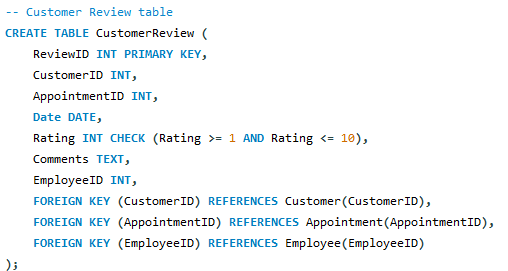 -- Customer Review table
CREATE TABLE CustomerReview (
    ReviewID INT PRIMARY KEY,
    CustomerID INT,
    AppointmentID INT,
    Date DATE,
    Rating INT CHECK (Rating >= 1 AND Rating <= 10),
    Comments TEXT,
    EmployeeID INT,
    FOREIGN KEY (CustomerID) REFERENCES Customer(CustomerID),
    FOREIGN KEY (AppointmentID) REFERENCES Appointment(AppointmentID),
    FOREIGN KEY (EmployeeID) REFERENCES Employee(EmployeeID)
);